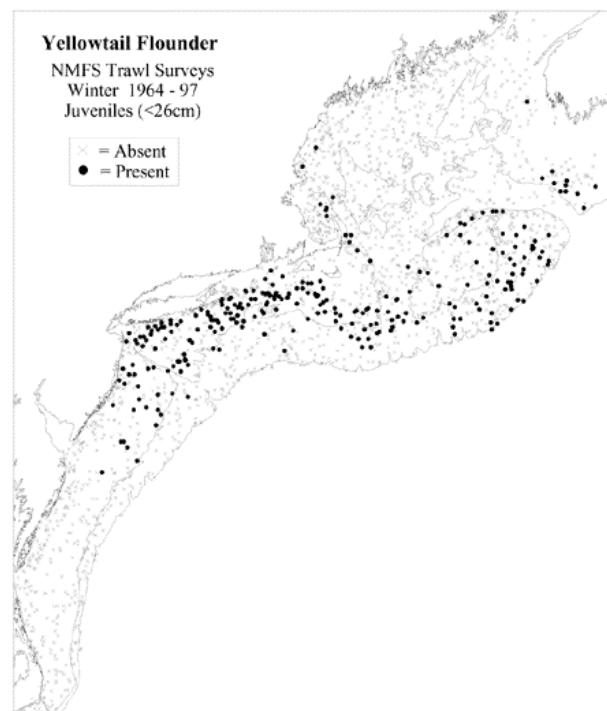 Yellowtail Flounder
NMFS Trawl Surveys
Winter 1964 - 97
Juveniles (<26cm)
× = Absent
● = Present